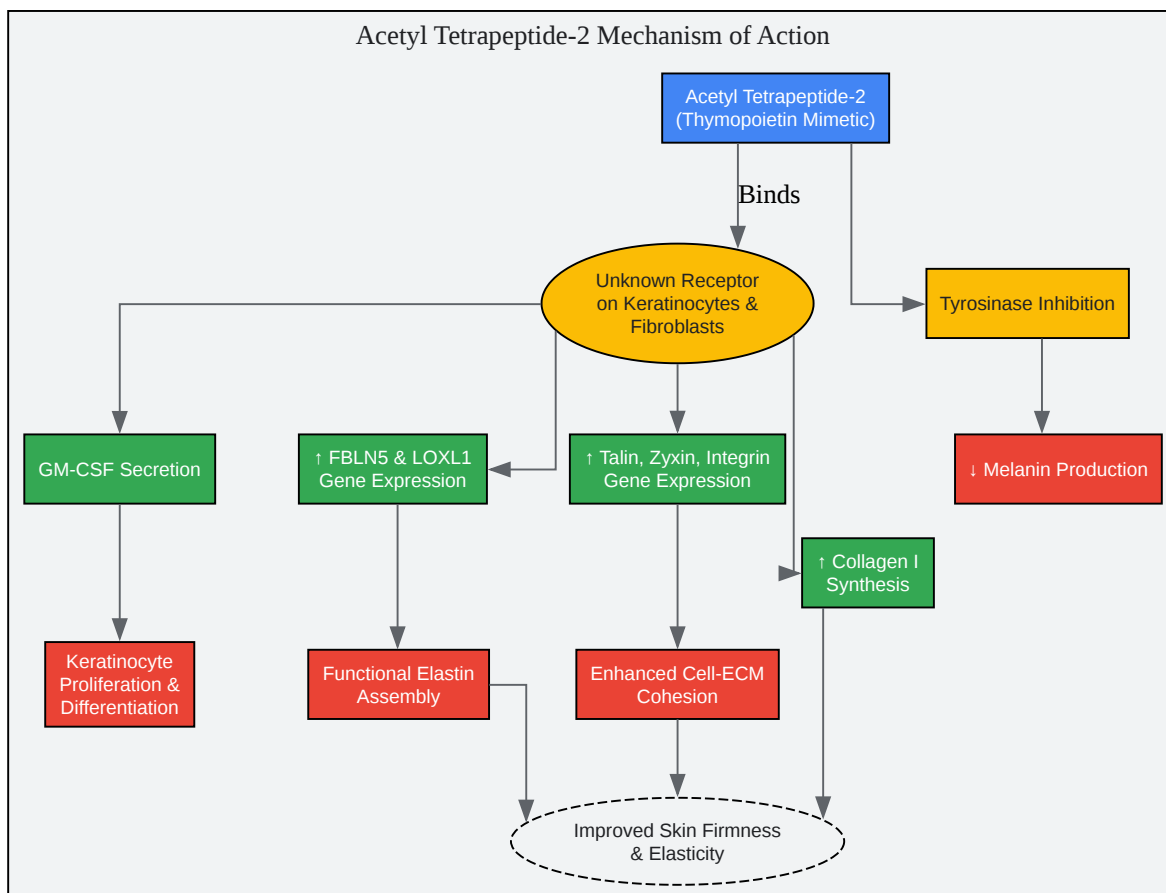 Acetyl Tetrapeptide-2 Mechanism of Action
Acetyl Tetrapeptide-2
(Thymopoietin Mimetic)
Binds
Unknown Receptor
on Keratinocytes &
Fibroblasts
Tyrosinase Inhibition
GM-CSF Secretion
↑ FBLN5 & LOXL1
Gene Expression
↑ Talin, Zyxin, Integrin
Gene Expression
↓ Melanin Production
↑ Collagen I
Synthesis
Keratinocyte
Proliferation &
Differentiation
Functional Elastin
Assembly
Enhanced Cell-ECM
Cohesion
Improved Skin Firmness
& Elasticity